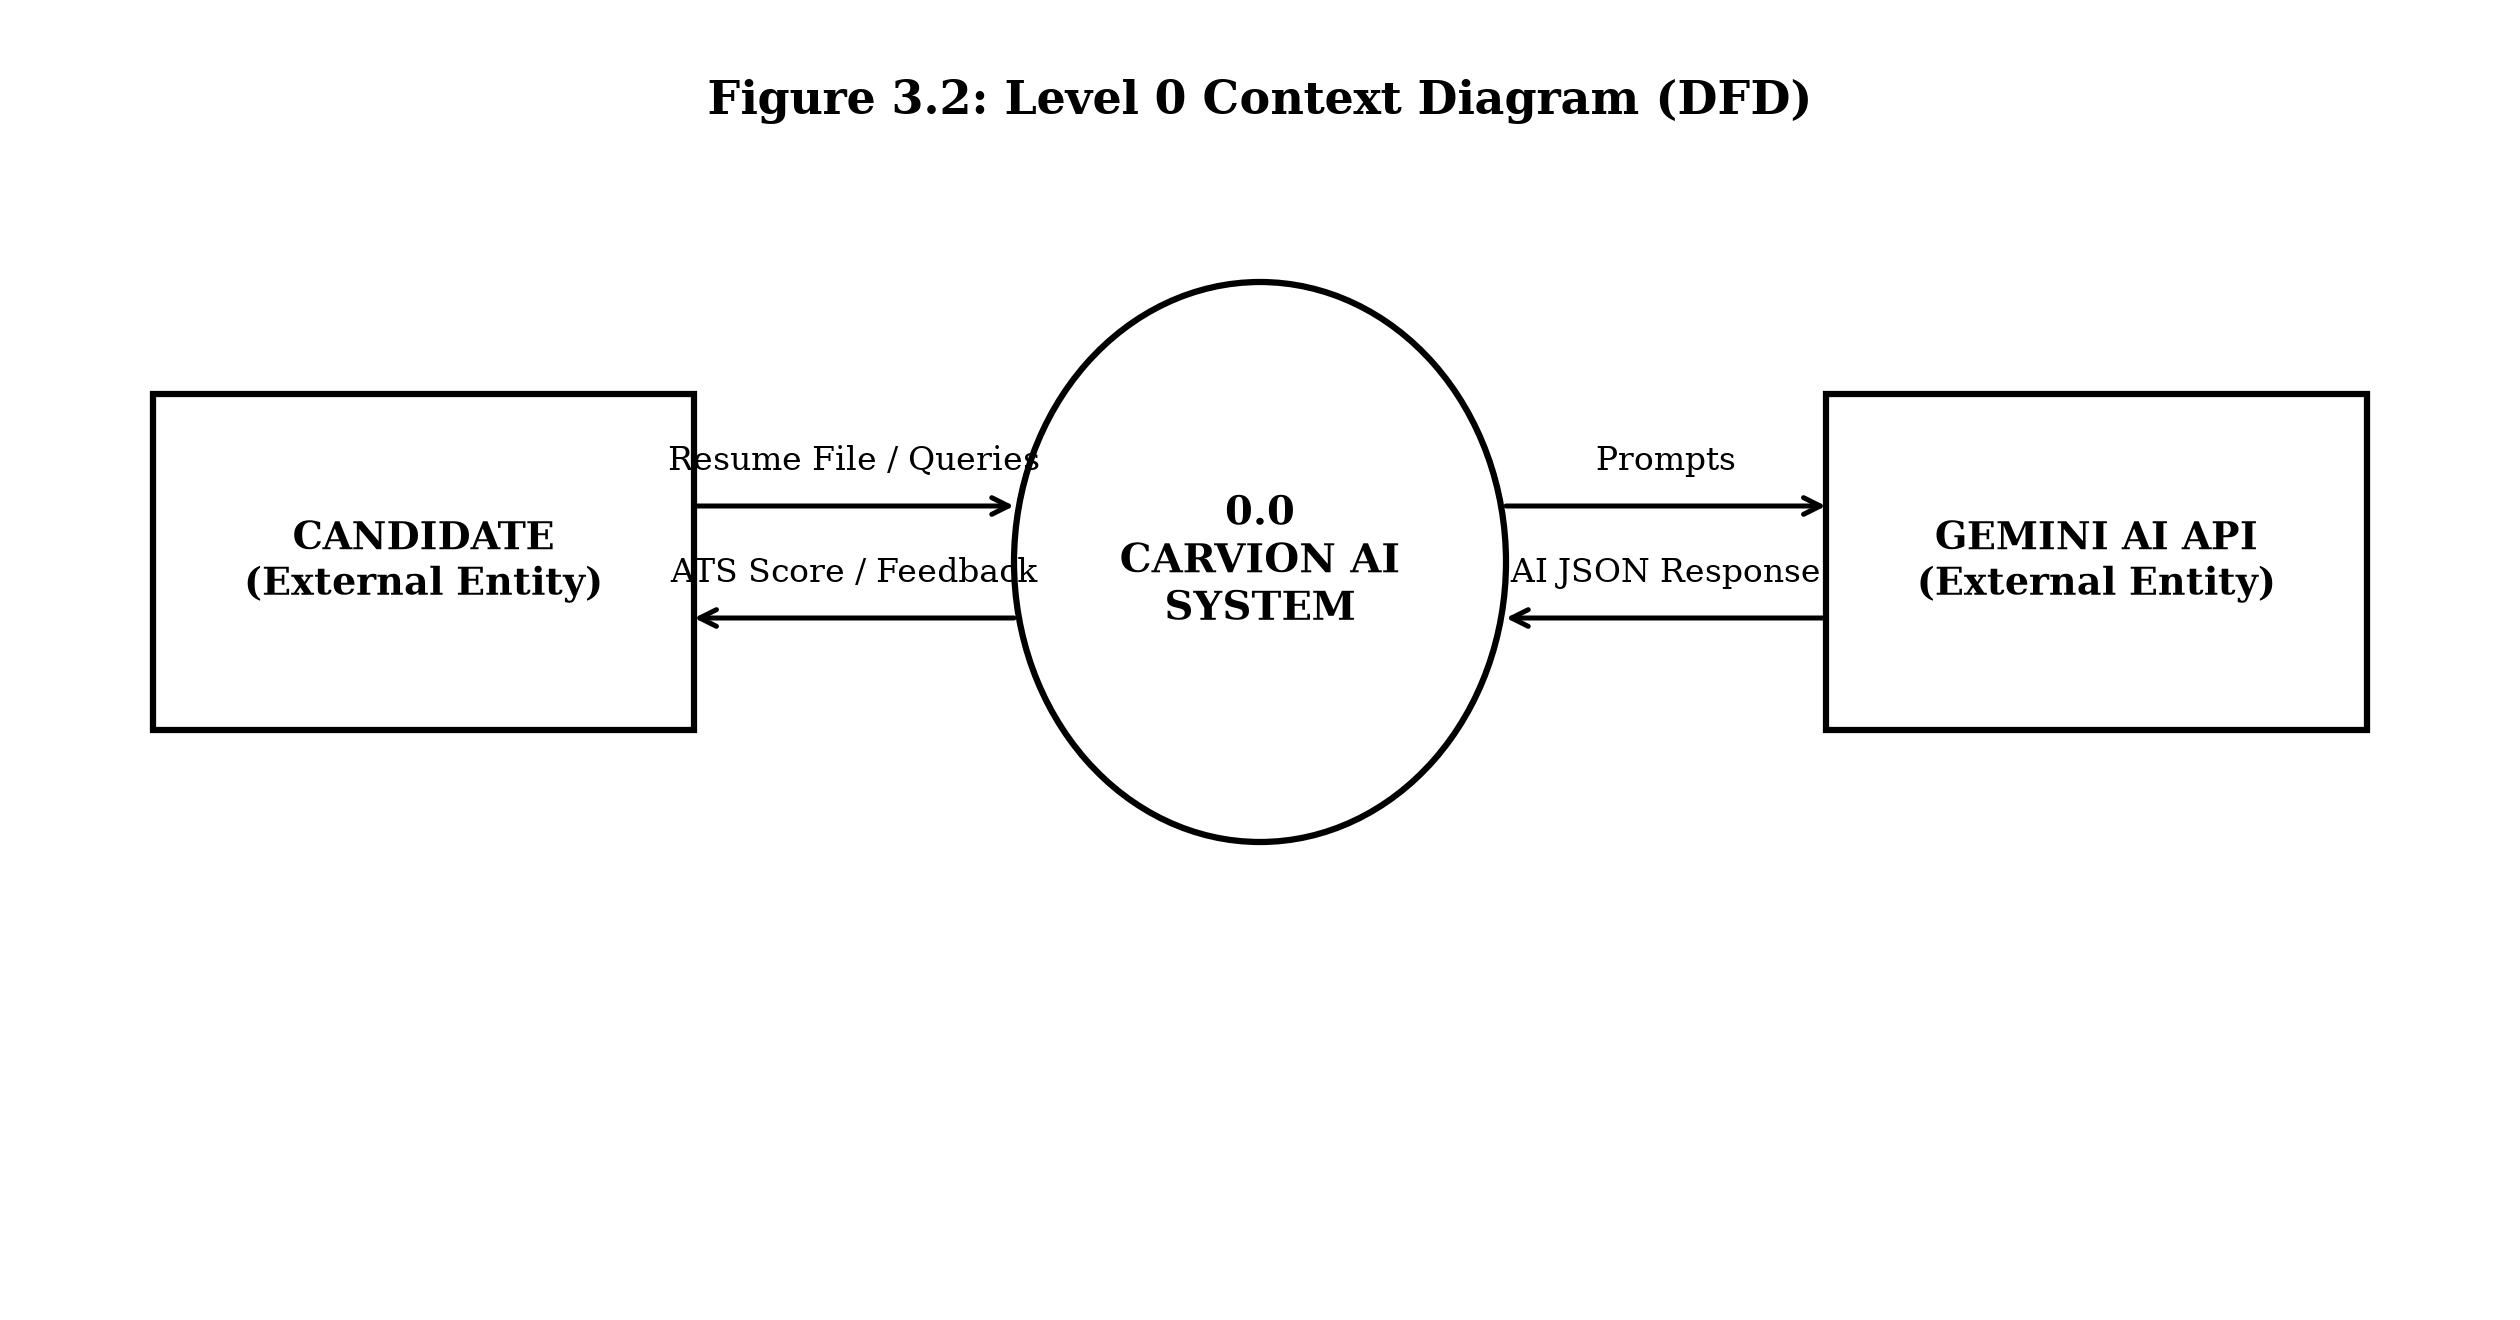 Figure 3.2: Level 0 Context Diagram (DFD)
Resume File / Queries
Prompts
0.0
CARVION AI
SYSTEM
CANDIDATE
(External Entity)
GEMINI AI API
(External Entity)
ATS Score / Feedback
AI JSON Response